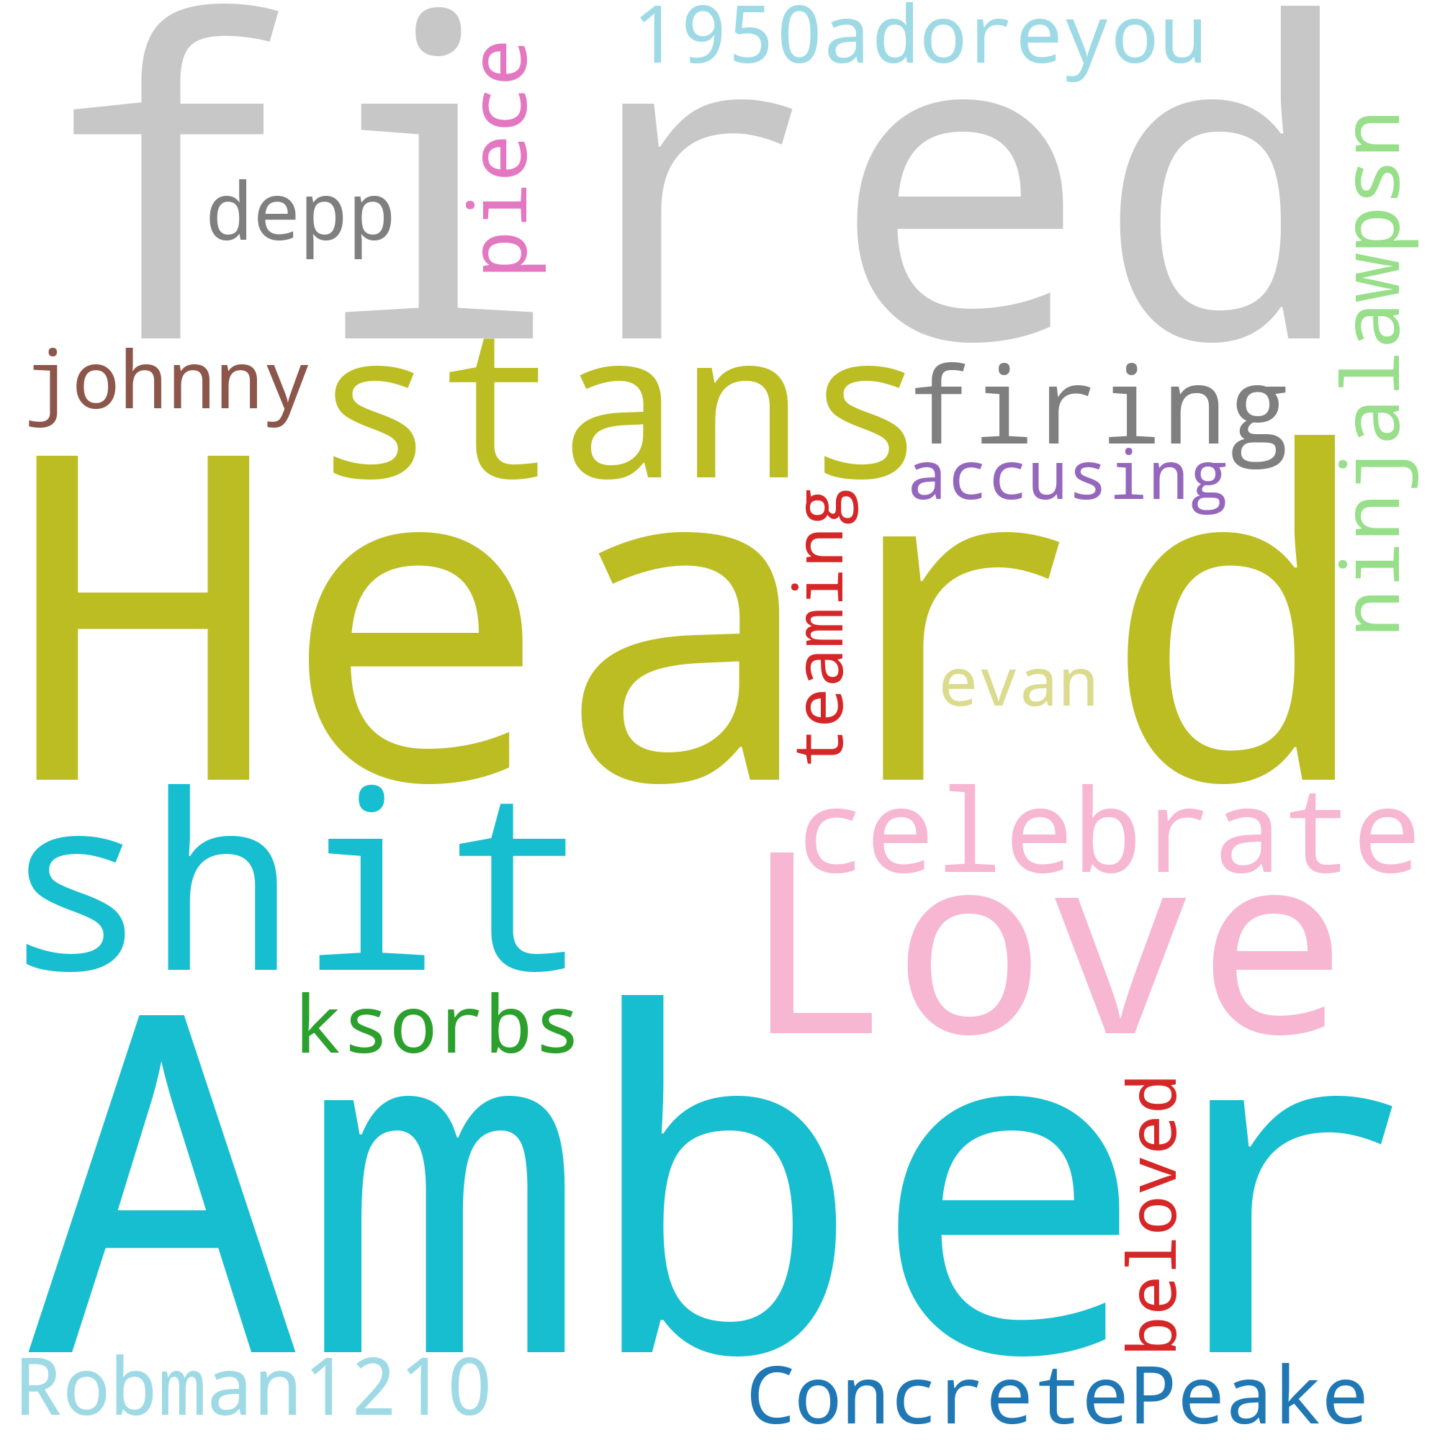 fired
1950adoreyou
piece
depp
ninjalawpsn
johnny
stans
firing
accusing
Heard
teaming
evan
shit
celebrate
Love
ksorbs
Amber
beloved
Robman1210
ConcretePeake